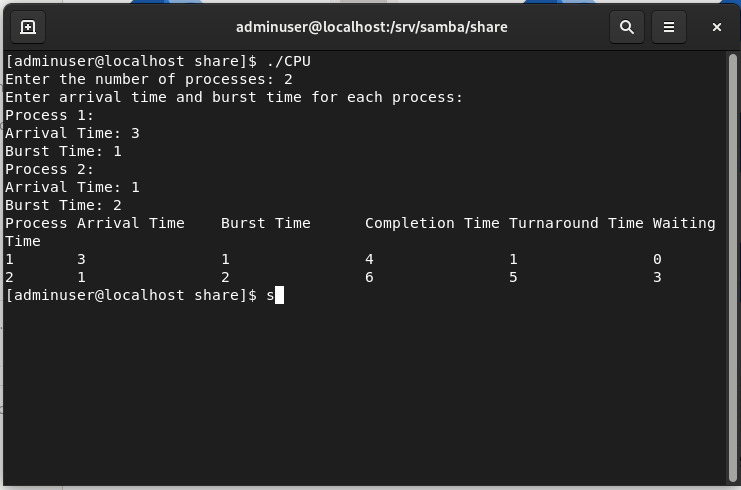 adminuser@localhost:/srv/samba/share
[adminuser@localhost share]$ ./CPU
Enter the number of processes: 2
Enter arrival time and burst time for each process:
Process 1:
Arrival Time: 3
Burst Time: 1
Process 2:
Arrival Time: 1
Burst Time: 2
Process Arrival Time    Burst Time      Completion Time Turnaround Time Waiting
Time
1       3               1               4               1               0
2       1               2               6               5               3
[adminuser@localhost share]$ s